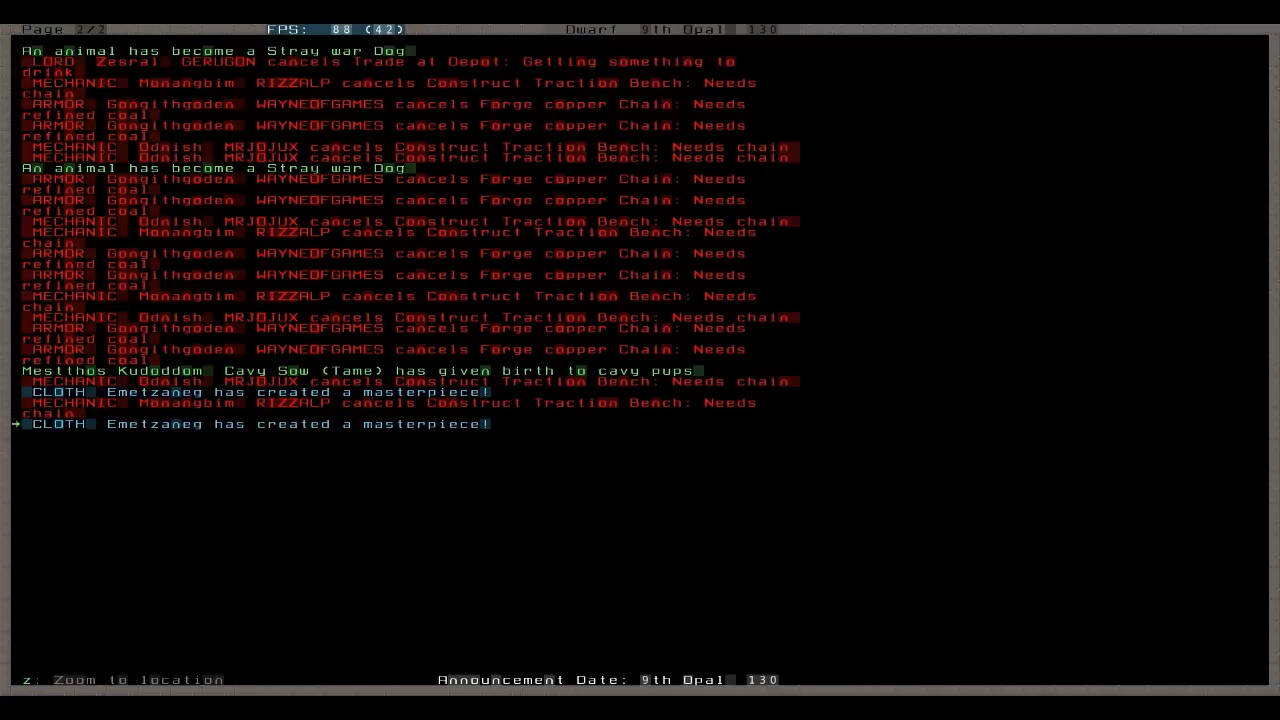 Page 2/2 FPS: 88 (42) Dwarf 9th Opal 130
An animal has become a Stray war Dog
LORD Zesral GERUGON cancels Trade at Depot: Getting something to
drink
MECHANIC Monangbim RIZZALP cancels Construct Traction Bench: Needs
chain
ARMOR Gongithgoden WAYNEOFGAMES cancels Forge copper Chain: Needs
refined coal
ARMOR Gongithgoden WAYNEOFGAMES cancels Forge copper Chain: Needs
refined coal
MECHANIC Odnish MRJOJUX cancels Construct Traction Bench: Needs chain
MECHANIC Odnish MRJOJUX cancels Construct Traction Bench: Needs chain
An animal has become a Stray war Dog
ARMOR Gongithgoden WAYNEOFGAMES cancels Forge copper Chain: Needs
refined coal
ARMOR Gongithgoden WAYNEOFGAMES cancels Forge copper Chain: Needs
refined coal
MECHANIC Odnish MRJOJUX cancels Construct Traction Bench: Needs chain
MECHANIC Monangbim RIZZALP cancels Construct Traction Bench: Needs
chain
ARMOR Gongithgoden WAYNEOFGAMES cancels Forge copper Chain: Needs
refined coal
ARMOR Gongithgoden WAYNEOFGAMES cancels Forge copper Chain: Needs
refined coal
MECHANIC Monangbim RIZZALP cancels Construct Traction Bench: Needs
chain
MECHANIC Odnish MRJOJUX cancels Construct Traction Bench: Needs chain
ARMOR Gongithgoden WAYNEOFGAMES cancels Forge copper Chain: Needs
refined coal
ARMOR Gongithgoden WAYNEOFGAMES cancels Forge copper Chain: Needs
refined coal
Mestthos Kudoddom Cavy Sow (Tame) has given birth to cavy pups
MECHANIC Odnish MRJOJUX cancels Construct Traction Bench: Needs chain
CLOTH Emetzaneg has created a masterpiece!
MECHANIC Monangbim RIZZALP cancels Construct Traction Bench: Needs
chain
CLOTH Emetzaneg has created a masterpiece!
z: Zoom to location Announcement Date: 9th Opal 130